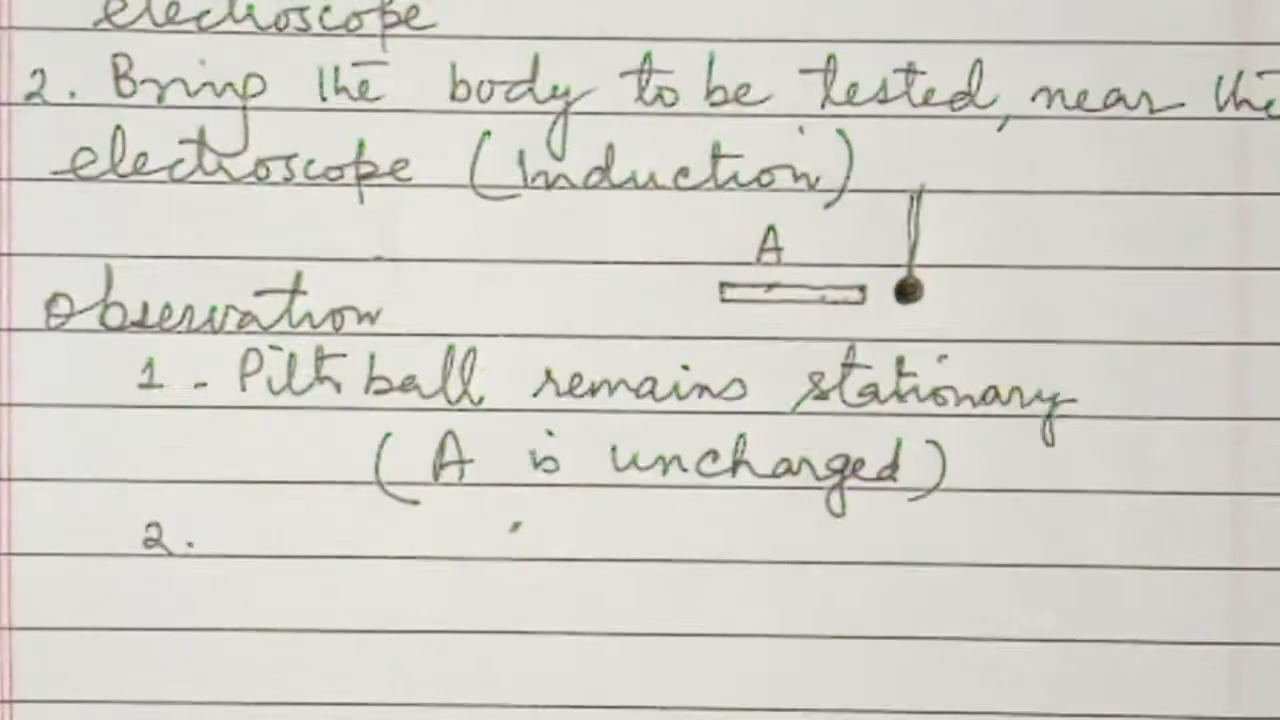 electroscope
2. Bring the body to be tested, near the
electroscope (Induction)
A
Observation
1 - Pith ball remains stationary
(A is uncharged)
2.